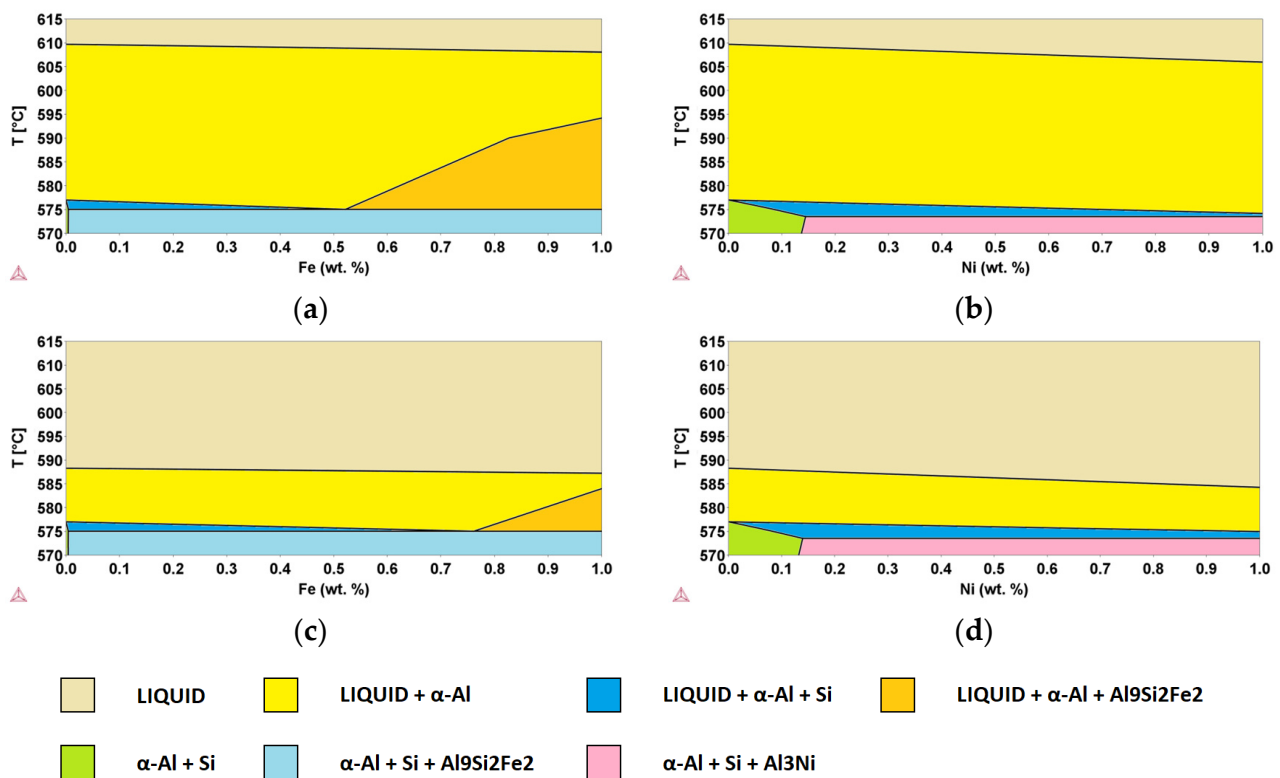 615
610
605
600
595
590
585
580
575
570
T [°C]
0.0 0.1 0.2 0.3 0.4 0.5 0.6 0.7 0.8 0.9 1.0
Fe (wt. %)
(a)
615
610
605
600
595
590
585
580
575
570
T [°C]
0.0 0.1 0.2 0.3 0.4 0.5 0.6 0.7 0.8 0.9 1.0
Ni (wt. %)
(b)
615
610
605
600
595
590
585
580
575
570
T [°C]
0.0 0.1 0.2 0.3 0.4 0.5 0.6 0.7 0.8 0.9 1.0
Fe (wt. %)
(c)
615
610
605
600
595
590
585
580
575
570
T [°C]
0.0 0.1 0.2 0.3 0.4 0.5 0.6 0.7 0.8 0.9 1.0
Ni (wt. %)
(d)
LIQUID
LIQUID + α-Al
LIQUID + α-Al + Si
LIQUID + α-Al + Al9Si2Fe2
α-Al + Si
α-Al + Si + Al9Si2Fe2
α-Al + Si + Al3Ni